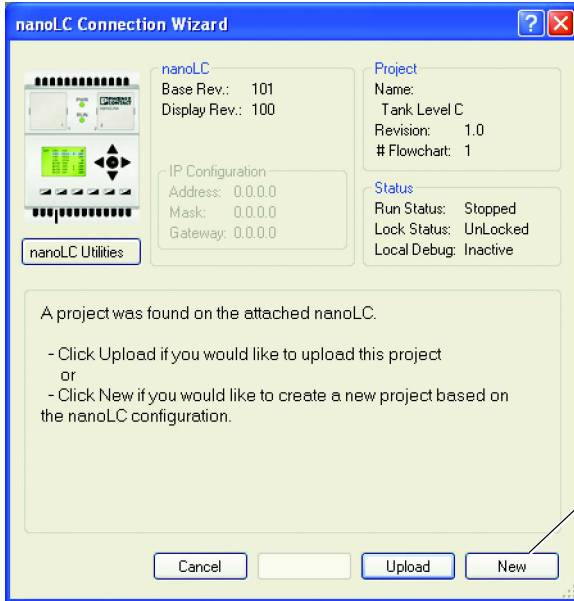 nanoLC Connection Wizard
PHOENIX
CONTACT
PWR
RUN
nanoLC Utilities
nanoLC
Base Rev.: 101
Display Rev.: 100
IP Configuration
Address: 0.0.0.0
Mask: 0.0.0.0
Gateway: 0.0.0.0
Project
Name:
Tank Level C
Revision: 1.0
# Flowchart: 1
Status
Run Status: Stopped
Lock Status: UnLocked
Local Debug: Inactive
A project was found on the attached nanoLC.
- Click Upload if you would like to upload this project
or
- Click New if you would like to create a new project based on
the nanoLC configuration.
Cancel
Upload
New